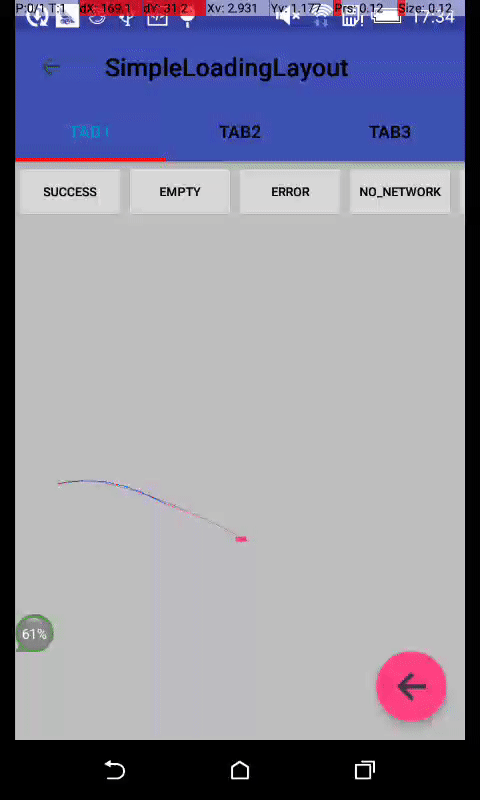 P:0/1 T:1 dX: 169.1 dY: 31.2 Xv: 2.931 Yv: 1.177 Prs: 0.12 Size: 0.12
17:34
SimpleLoadingLayout
TAB1 TAB2 TAB3
SUCCESS EMPTY ERROR NO_NETWORK
61%